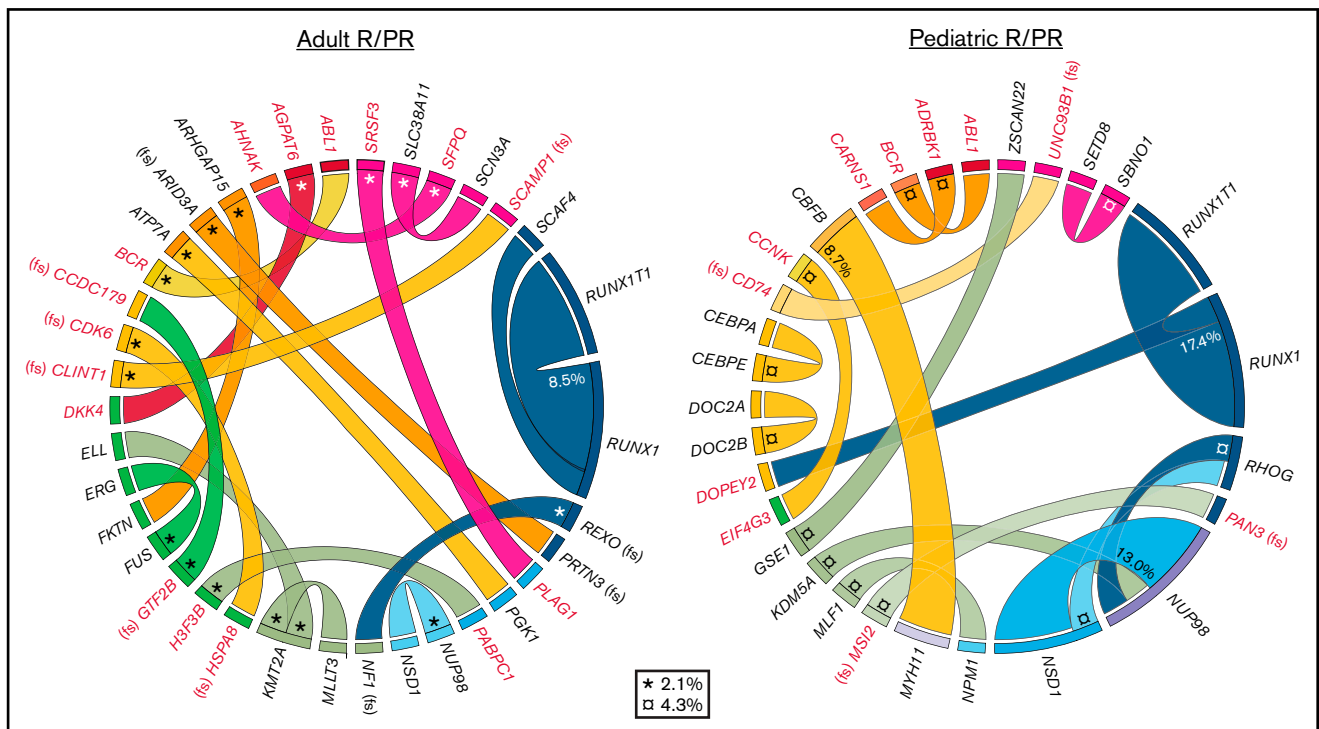 Adult R/PR
ARHGAP15
AHNAK
AGPAT6
ABL1
SRSF3
SLC38A11
SFPQ
SCN3A
SCAMP1 (fs)
SCAF4
RUNX1T1
8.5%
RUNX1
REXO (fs)
PRTN3 (fs)
PLAG1
PGK1
PABPC1
NUP98
NSD1
NF1 (fs)
MLLT3
KMT2A
(fs) HSPA8
H3F3B
(fs) GTF2B
FUS
FKTN
ERG
ELL
DKK4
(fs) CLINT1
(fs) CDK6
(fs) CCDC179
BCR
ATP7A
(fs) ARID3A
* 2.1%
¤ 4.3%
Pediatric R/PR
CBFB
8.7%
CARNS1
BCR
ADRBK1
ABL1
ZSCAN22
UNC93B1 (fs)
SETD8
SBNO1
RUNX1T1
17.4%
RUNX1
RHOG
PAN3 (fs)
13.0%
NUP98
NSD1
NPM1
MYH11
(fs) MSI2
MLF1
KDM5A
GSE1
EIF4G3
DOPEY2
DOC2B
DOC2A
CEBPE
CEBPA
(fs) CD74
CCNK